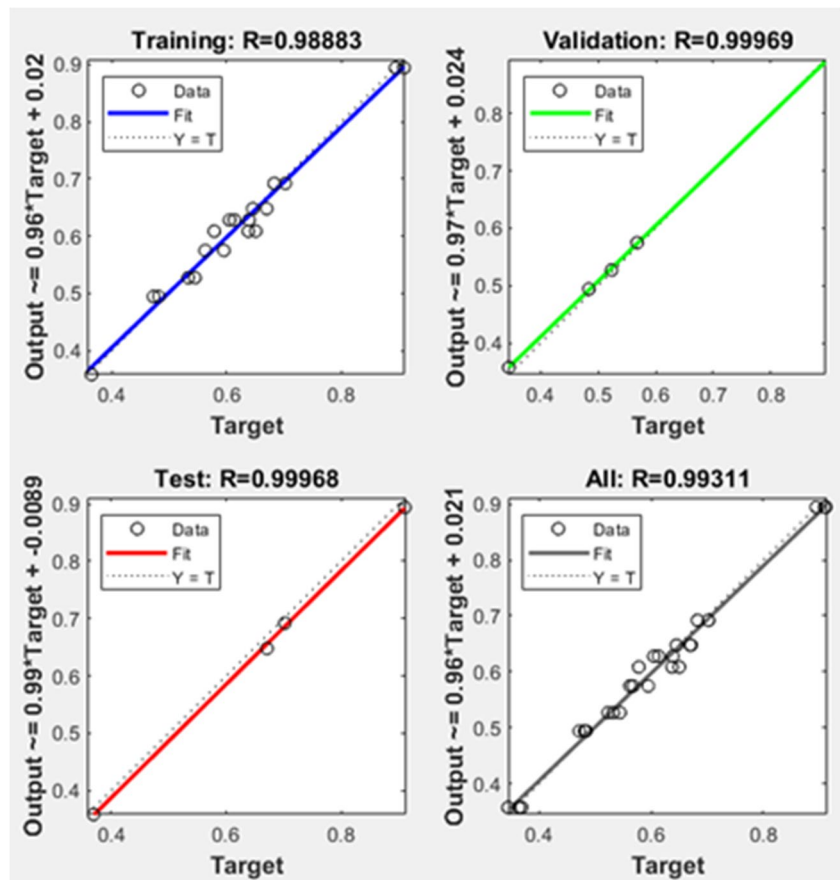 Training: R=0.98883
Output ~= 0.96*Target + 0.02
0.9
0.8
0.7
0.6
0.5
0.4
Data
Fit
Y = T
0.4
0.6
0.8
Target
Validation: R=0.99969
Output ~= 0.97*Target + 0.024
0.8
0.7
0.6
0.5
0.4
Data
Fit
Y = T
0.4
0.5
0.6
0.7
0.8
Target
Test: R=0.99968
Output ~= 0.99*Target + -0.0089
0.9
0.8
0.7
0.6
0.5
0.4
Data
Fit
Y = T
0.4
0.6
0.8
Target
All: R=0.99311
Output ~= 0.96*Target + 0.021
0.9
0.8
0.7
0.6
0.5
0.4
Data
Fit
Y = T
0.4
0.6
0.8
Target